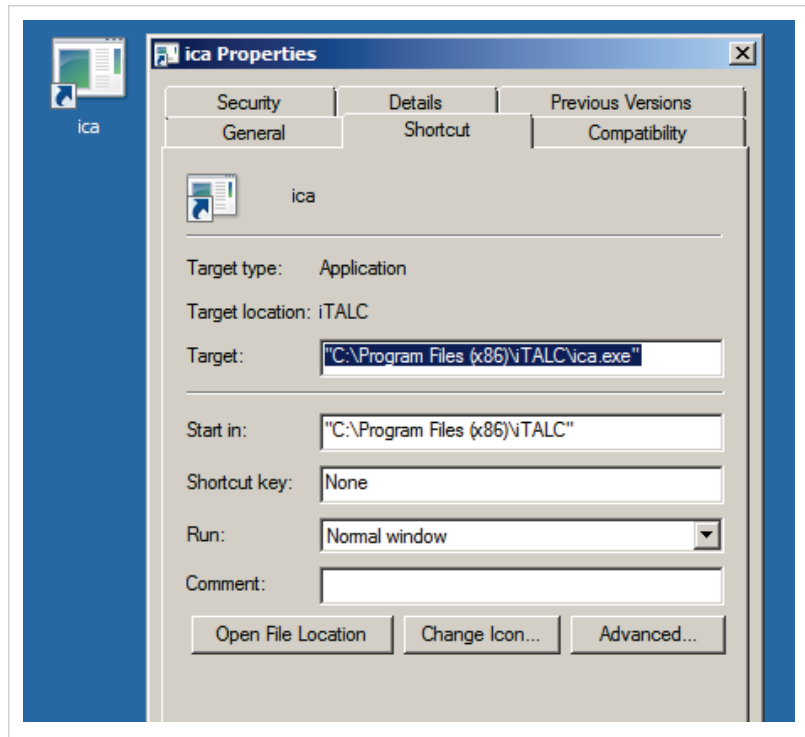 ica
ica Properties
Security Details Previous Versions
General Shortcut Compatibility
ica
Target type: Application
Target location: iTALC
Target: "C:\Program Files (x86)\iTALC\ica.exe"
Start in: "C:\Program Files (x86)\iTALC"
Shortcut key: None
Run: Normal window
Comment:
Open File Location Change Icon... Advanced...